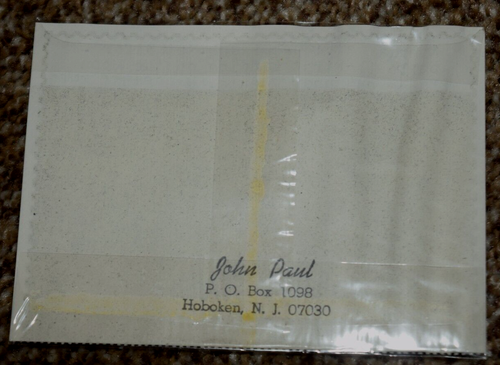 John Paul
P. O. Box 1098
Hoboken, N. J. 07030